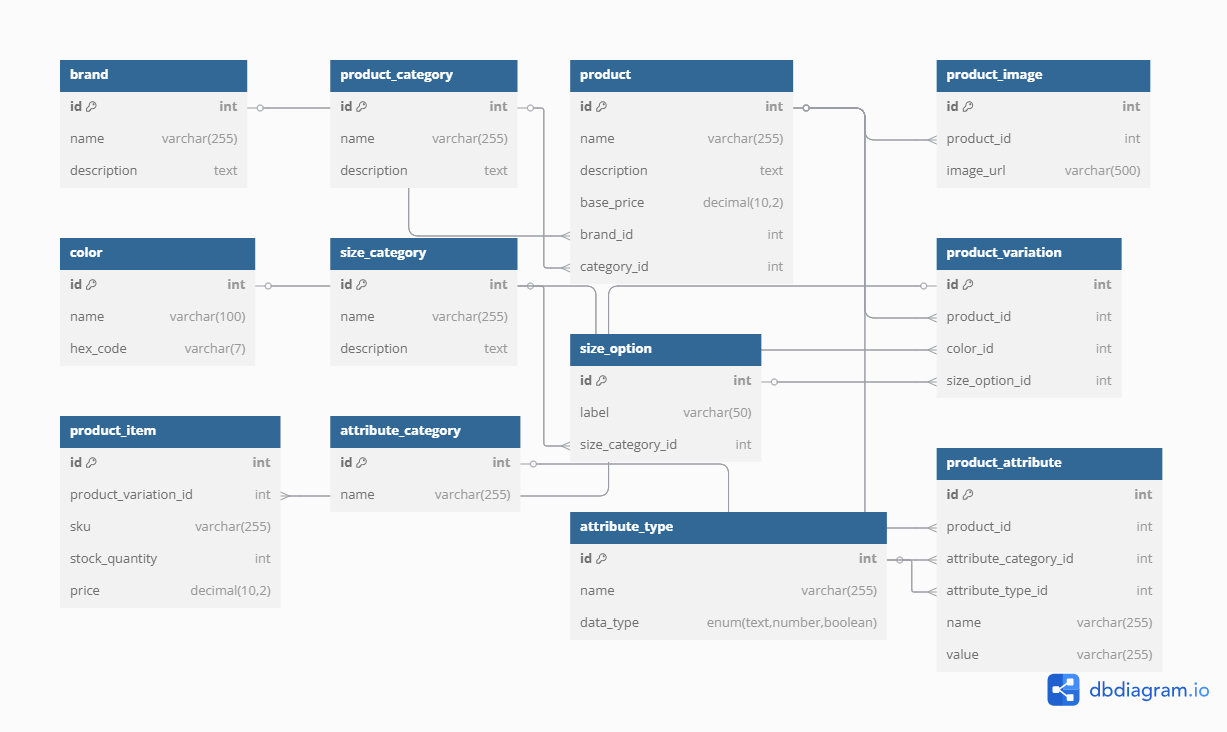 brand
id int
name varchar(255)
description text
product_category
id int
name varchar(255)
description text
product
id int
name varchar(255)
description text
base_price decimal(10,2)
brand_id int
category_id int
product_image
id int
product_id int
image_url varchar(500)
color
id int
name varchar(100)
hex_code varchar(7)
size_category
id int
name varchar(255)
description text
size_option
id int
label varchar(50)
size_category_id int
product_variation
id int
product_id int
color_id int
size_option_id int
product_item
id int
product_variation_id int
sku varchar(255)
stock_quantity int
price decimal(10,2)
attribute_category
id int
name varchar(255)
attribute_type
id int
name varchar(255)
data_type enum(text,number,boolean)
product_attribute
id int
product_id int
attribute_category_id int
attribute_type_id int
name varchar(255)
value varchar(255)
dbdiagram.io